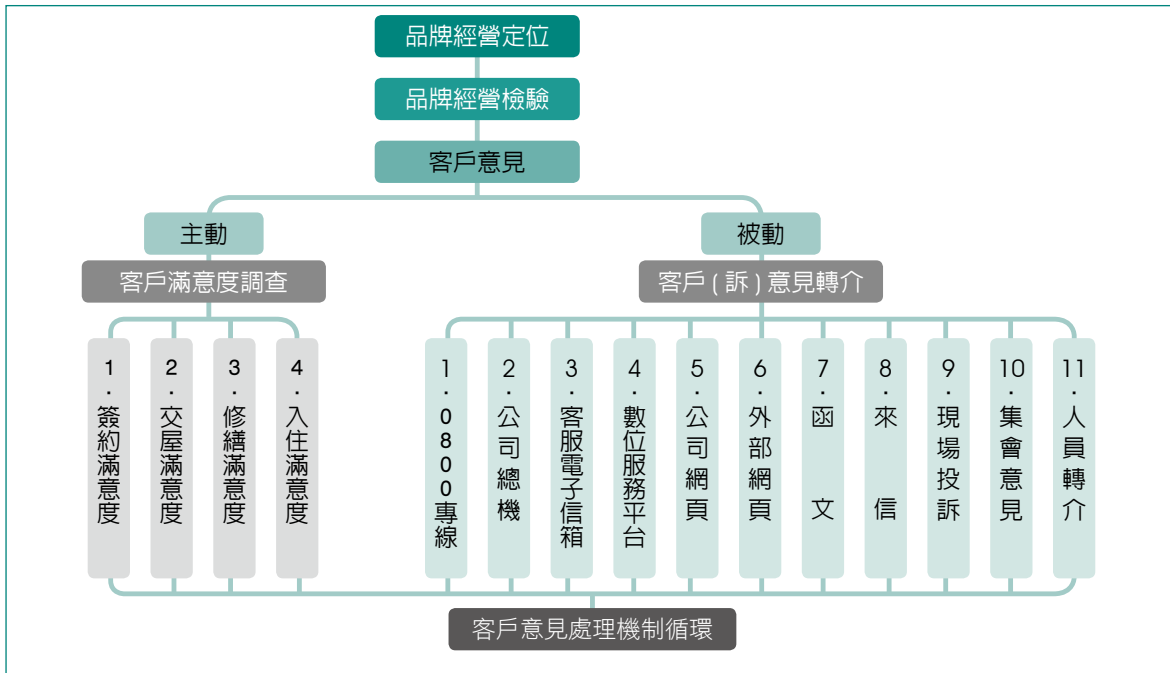 品牌經營定位
品牌經營檢驗
客戶意見
主動
被動
客戶滿意度調查
客戶(訴)意見轉介
1．簽約滿意度
2．交屋滿意度
3．修繕滿意度
4．入住滿意度
1．0800專線
2．公司總機
3．客服電子信箱
4．數位服務平台
5．公司網頁
6．外部網頁
7．函文
8．來信
9．現場投訴
10．集會意見
11．人員轉介
客戶意見處理機制循環